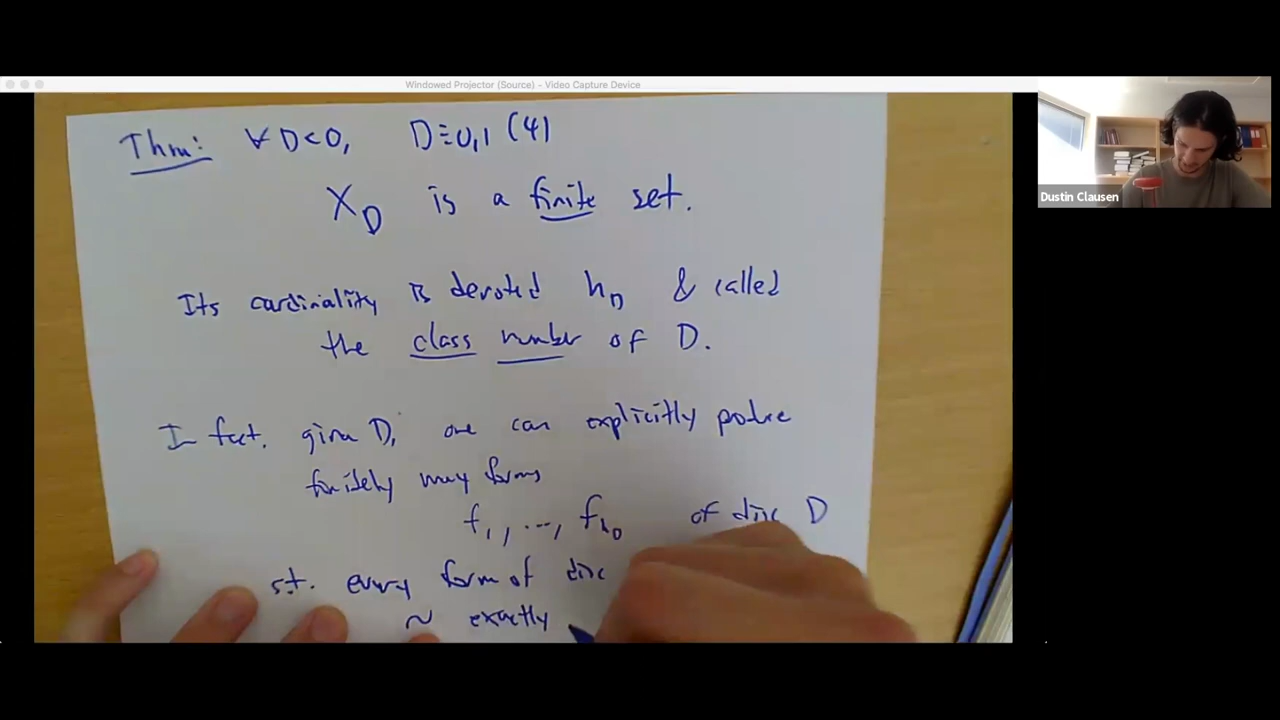 Windowed Projector (Source) - Video Capture Device
Thm: ∀ D<0, D≡0,1 (4)
X_D is a finite set.
Its cardinality is denoted h_D & called
the class number of D.
In fact, given D, one can explicitly produce
finitely many forms
f_1, ..., f_{h_D} of disc D
s.t. every form of disc
~ exactly
Dustin Clausen